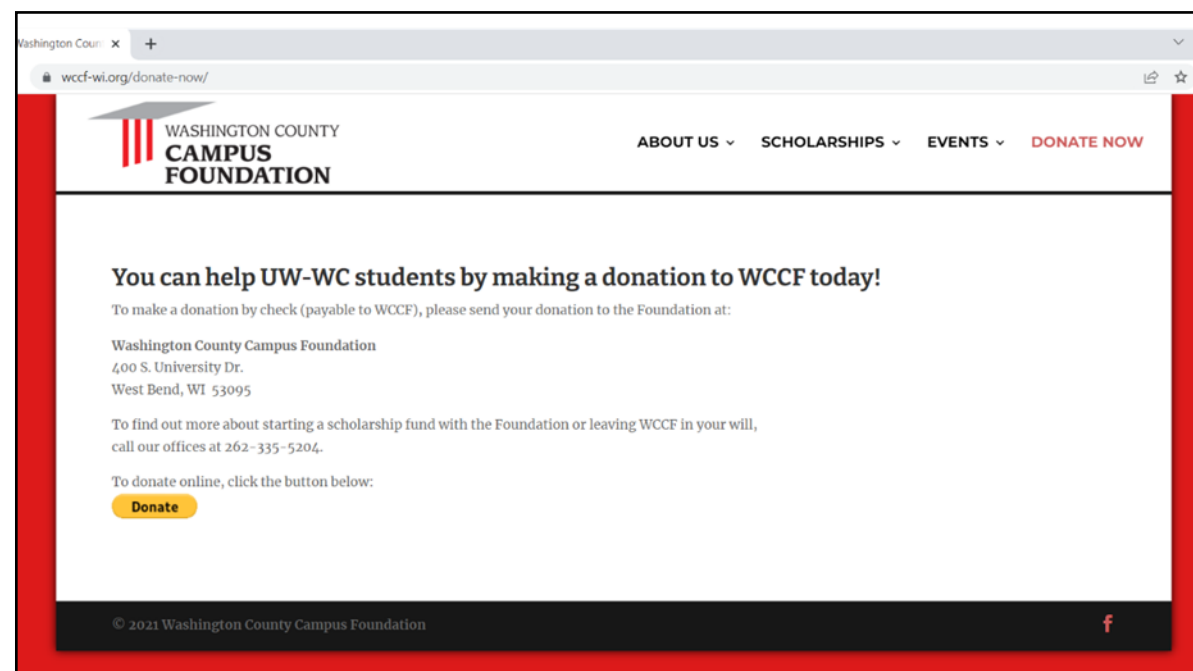 Washington Coun
wccf-wi.org/donate-now/
WASHINGTON COUNTY
CAMPUS
FOUNDATION
ABOUT US SCHOLARSHIPS EVENTS DONATE NOW
You can help UW-WC students by making a donation to WCCF today!
To make a donation by check (payable to WCCF), please send your donation to the Foundation at:
Washington County Campus Foundation
400 S. University Dr.
West Bend, WI 53095
To find out more about starting a scholarship fund with the Foundation or leaving WCCF in your will,
call our offices at 262-335-5204.
To donate online, click the button below:
Donate
© 2021 Washington County Campus Foundation
f